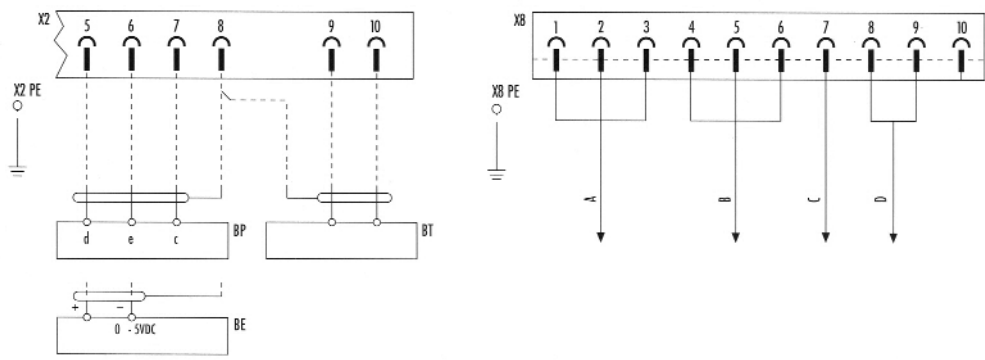 X2 5 6 7 8 9 10
X2 PE
d e c BP BT
+ -
0 - 5VDC BE
X8 1 2 3 4 5 6 7 8 9 10
X8 PE
A B C D